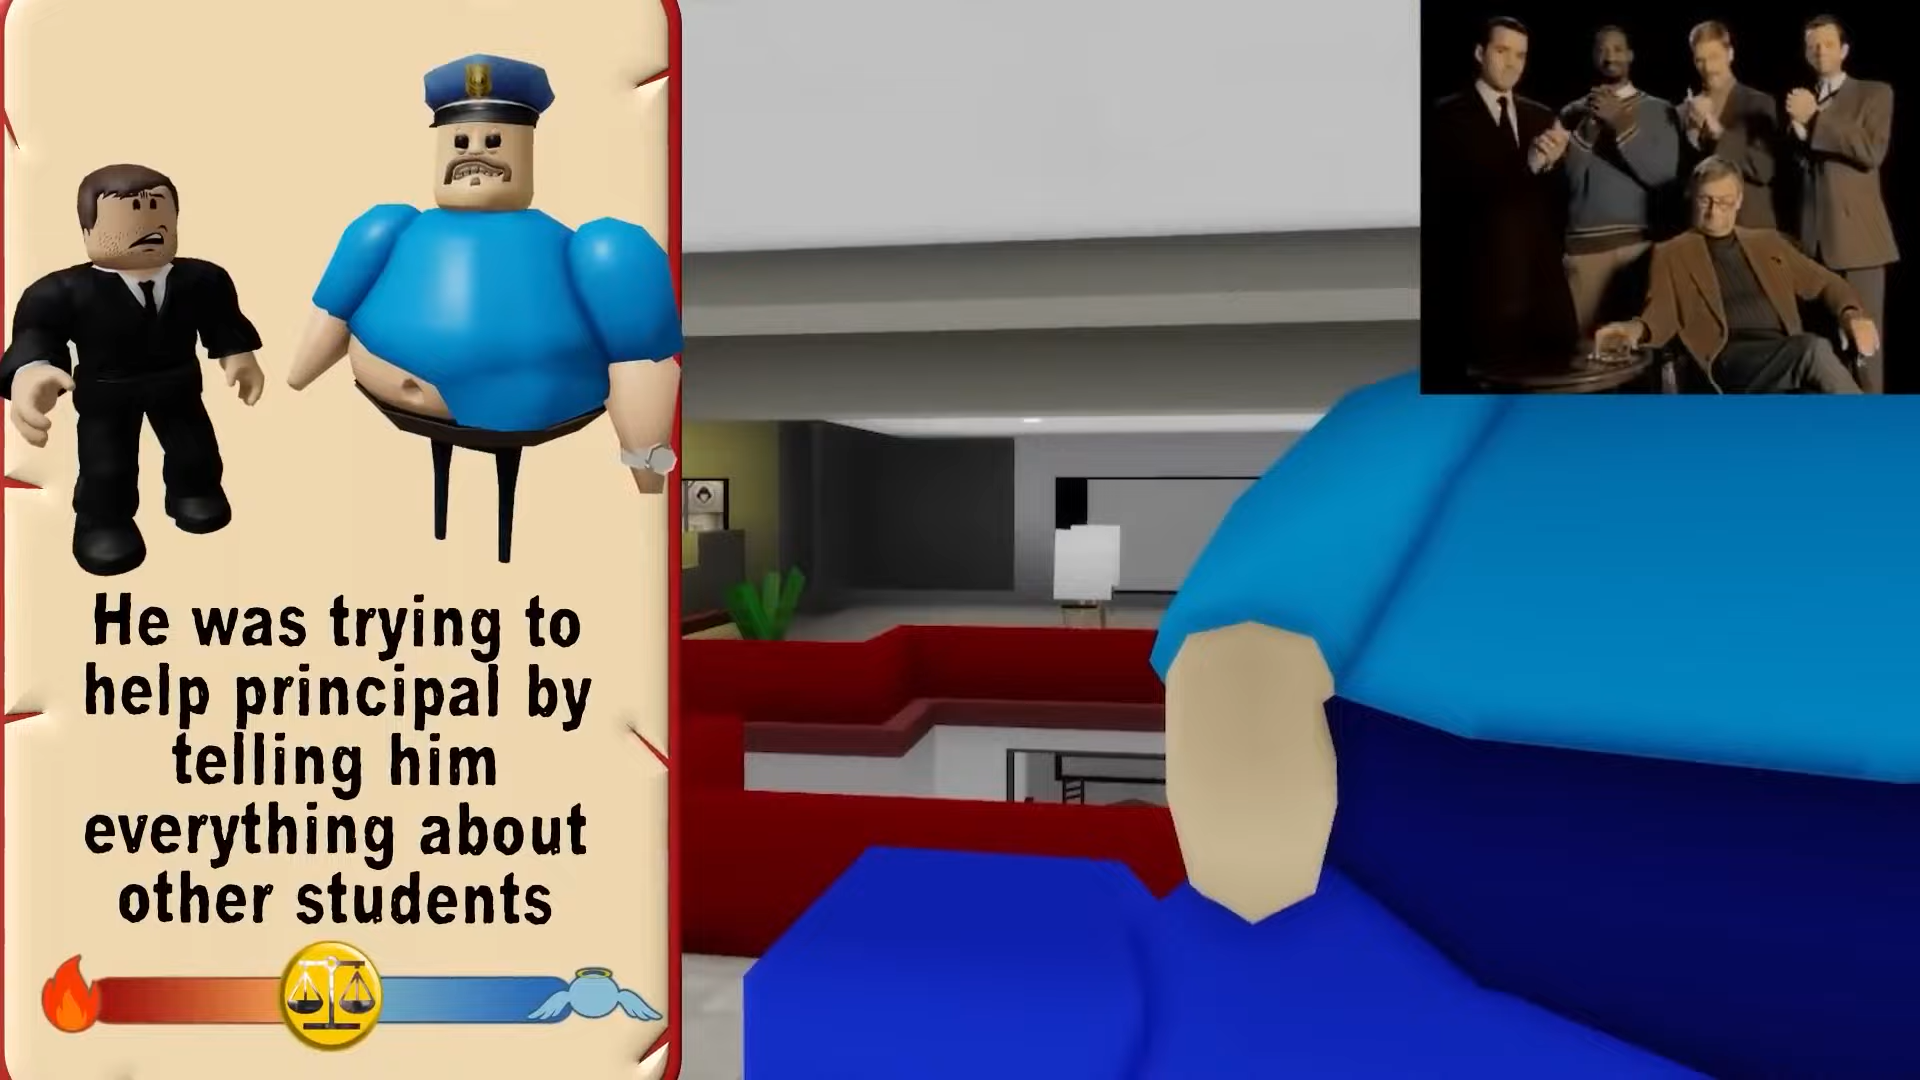 He was trying to
help principal by
telling him
everything about
other students